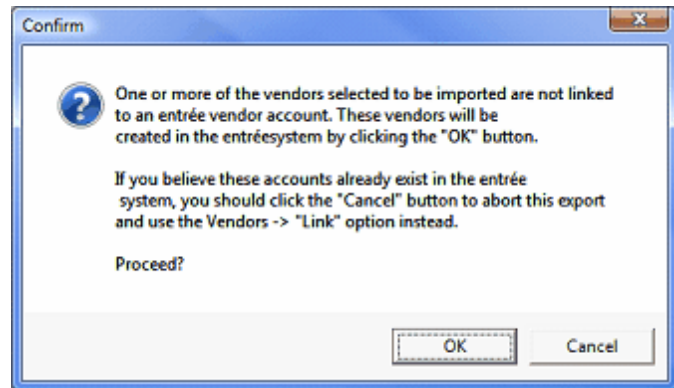 Confirm
One or more of the vendors selected to be imported are not linked
to an entrée vendor account. These vendors will be
created in the entréesystem by clicking the "OK" button.
If you believe these accounts already exist in the entrée
system, you should click the "Cancel" button to abort this export
and use the Vendors -> "Link" option instead.
Proceed?
OK
Cancel